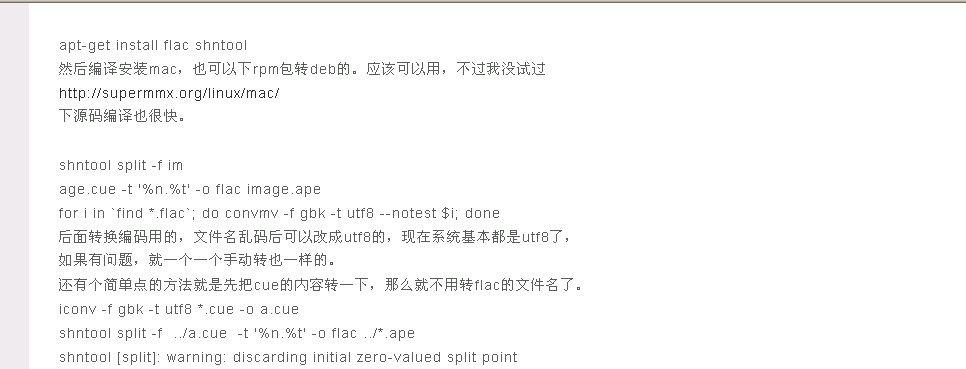 apt-get install flac shntool
然后编译安装mac，也可以下rpm包转deb的。应该可以用，不过我没试过
http://supermmx.org/linux/mac/
下源码编译也很快。
shntool split -f im
age.cue -t '%n.%t' -o flac image.ape
for i in `find *.flac`; do convmv -f gbk -t utf8 --notest $i; done
后面转换编码用的，文件名乱码后可以改成utf8的，现在系统基本都是utf8了，
如果有问题，就一个一个手动转也一样的。
还有个简单点的方法就是先把cue的内容转一下，那么就不用转flac的文件名了。
iconv -f gbk -t utf8 *.cue -o a.cue
shntool split -f  ../a.cue  -t '%n.%t' -o flac ../*.ape
shntool [split]: warning: discarding initial zero-valued split point